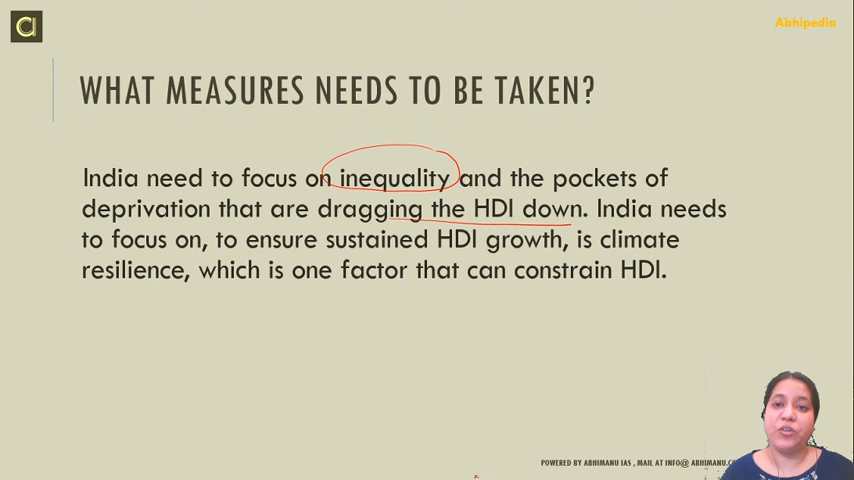 Abhipedia
WHAT MEASURES NEEDS TO BE TAKEN?
India need to focus on inequality and the pockets of
deprivation that are dragging the HDI down. India needs
to focus on, to ensure sustained HDI growth, is climate
resilience, which is one factor that can constrain HDI.
POWERED BY ABHIMANU IAS , MAIL AT INFO@ ABHIMANU.